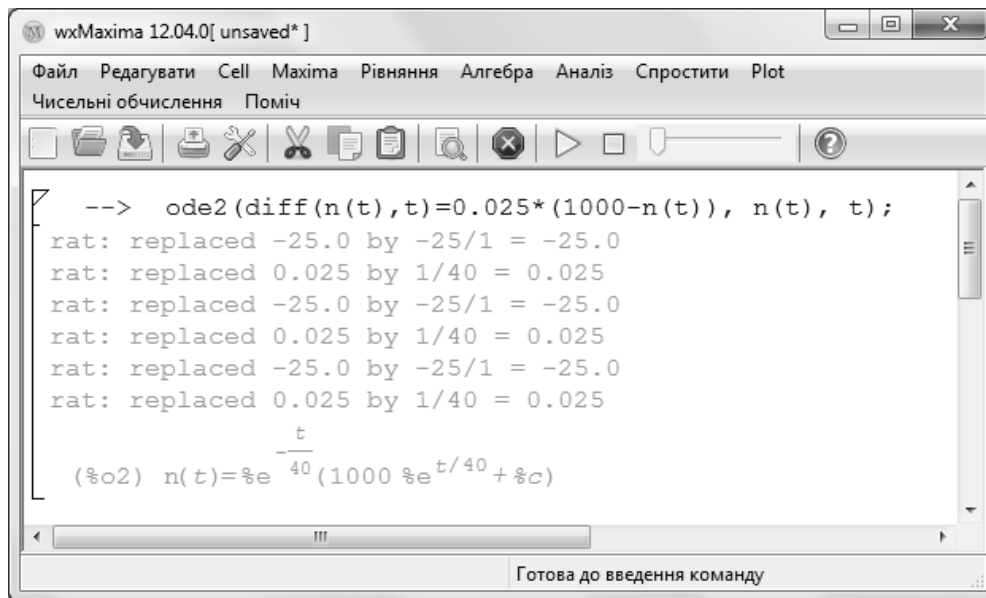 wxMaxima 12.04.0[ unsaved* ]
Файл Редагувати Cell Maxima Рівняння Алгебра Аналіз Спростити Plot
Чисельні обчислення Поміч
--> ode2(diff(n(t),t)=0.025*(1000-n(t)), n(t), t);
rat: replaced -25.0 by -25/1 = -25.0
rat: replaced 0.025 by 1/40 = 0.025
rat: replaced -25.0 by -25/1 = -25.0
rat: replaced 0.025 by 1/40 = 0.025
rat: replaced -25.0 by -25/1 = -25.0
rat: replaced 0.025 by 1/40 = 0.025
(%o2) n(t)=%e^(-t/40) (1000 %e^(t/40)+%c)
Готова до введення команду